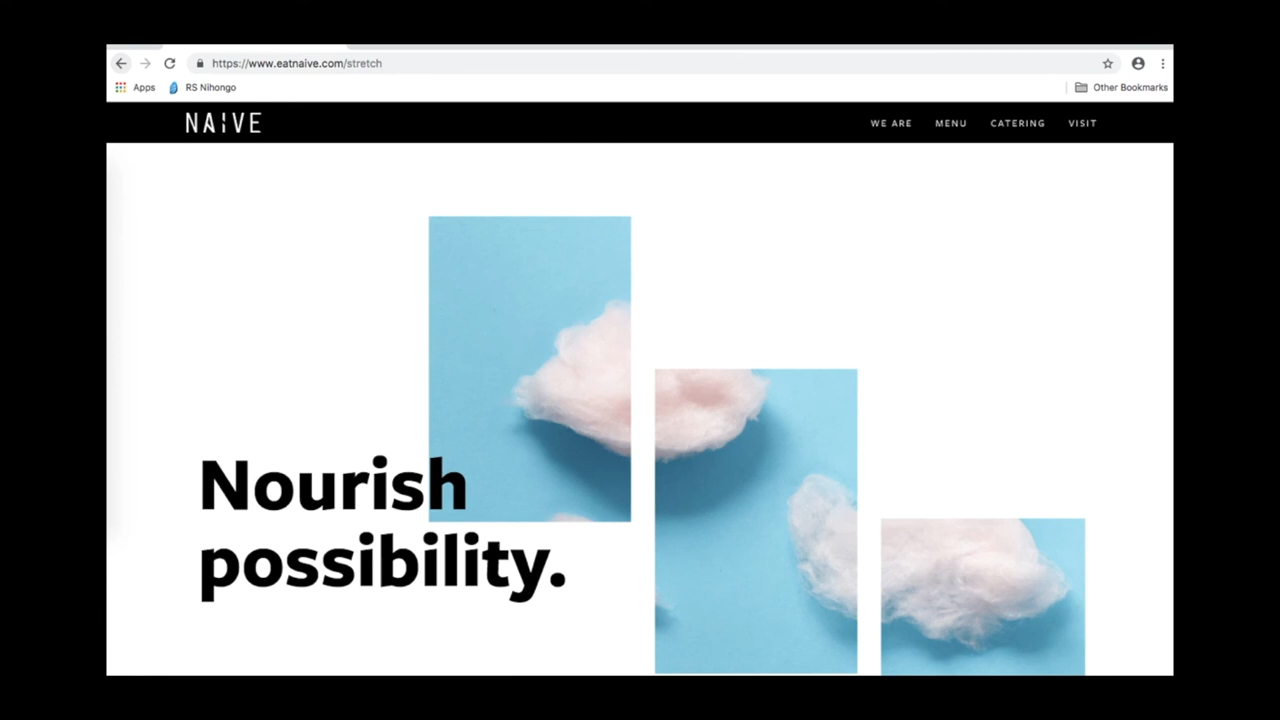 https://www.eatnaive.com/stretch
Apps RS Nihongo Other Bookmarks
NAIVE WE ARE MENU CATERING VISIT
Nourish
possibility.